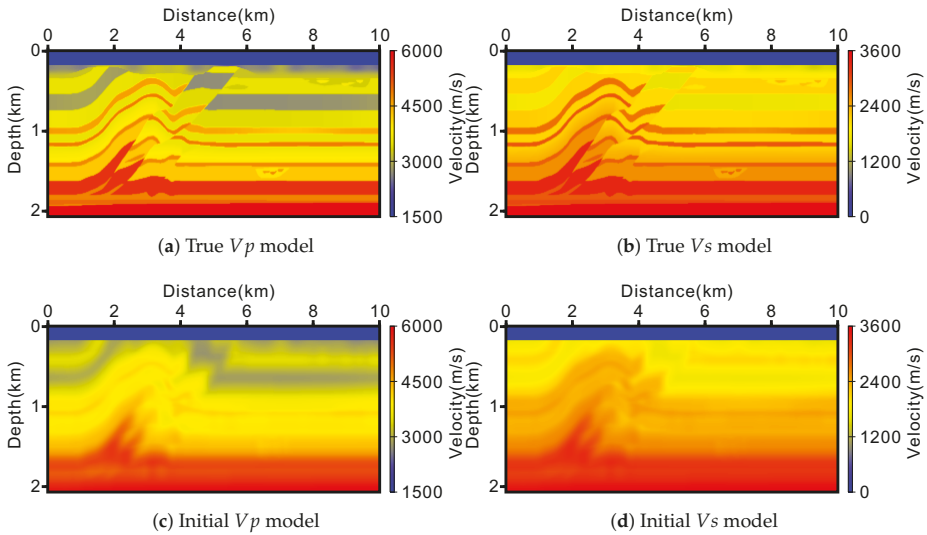 Distance(km)
0 2 4 6 8 10
0
1
2
Depth(km)
6000
4500
3000
1500
Velocity(m/s)
(a) True Vp model
Distance(km)
0 2 4 6 8 10
0
1
2
Depth(km)
3600
2400
1200
0
Velocity(m/s)
(b) True Vs model
Distance(km)
0 2 4 6 8 10
0
1
2
Depth(km)
6000
4500
3000
1500
Velocity(m/s)
(c) Initial Vp model
Distance(km)
0 2 4 6 8 10
0
1
2
Depth(km)
3600
2400
1200
0
Velocity(m/s)
(d) Initial Vs model